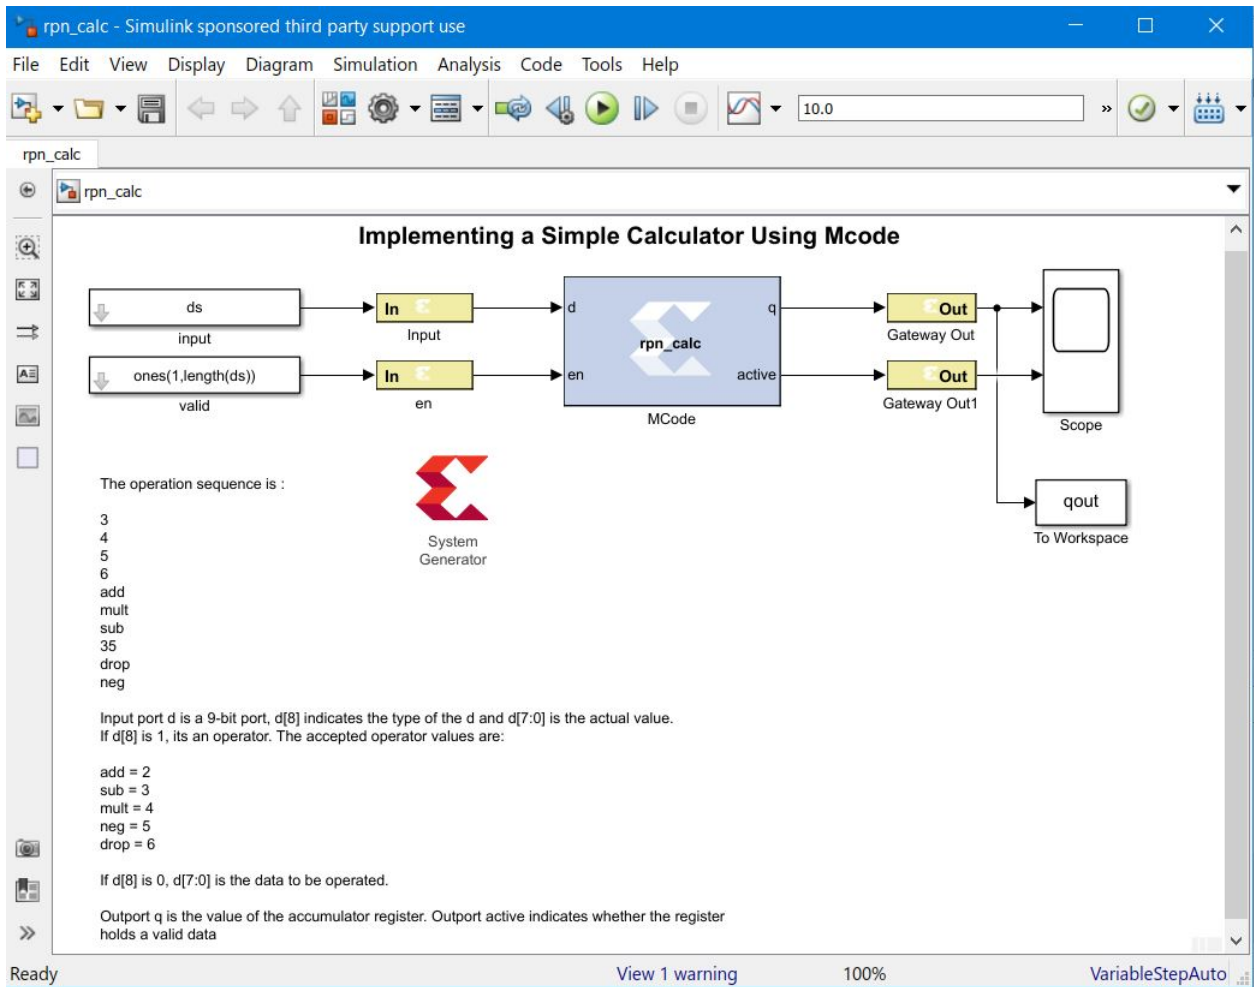 rpn_calc - Simulink sponsored third party support use
File Edit View Display Diagram Simulation Analysis Code Tools Help
10.0
»
rpn_calc
rpn_calc
Implementing a Simple Calculator Using Mcode
ds
input
In
Input
d
q
rpn_calc
Out
Gateway Out
ones(1,length(ds))
valid
In
en
en
active
MCode
Out
Gateway Out1
Scope
qout
To Workspace
System
Generator
The operation sequence is :
3
4
5
6
add
mult
sub
35
drop
neg
Input port d is a 9-bit port, d[8] indicates the type of the d and d[7:0] is the actual value.
If d[8] is 1, its an operator. The accepted operator values are:
add = 2
sub = 3
mult = 4
neg = 5
drop = 6
If d[8] is 0, d[7:0] is the data to be operated.
Outport q is the value of the accumulator register. Outport active indicates whether the register
holds a valid data
Ready View 1 warning 100% VariableStepAuto